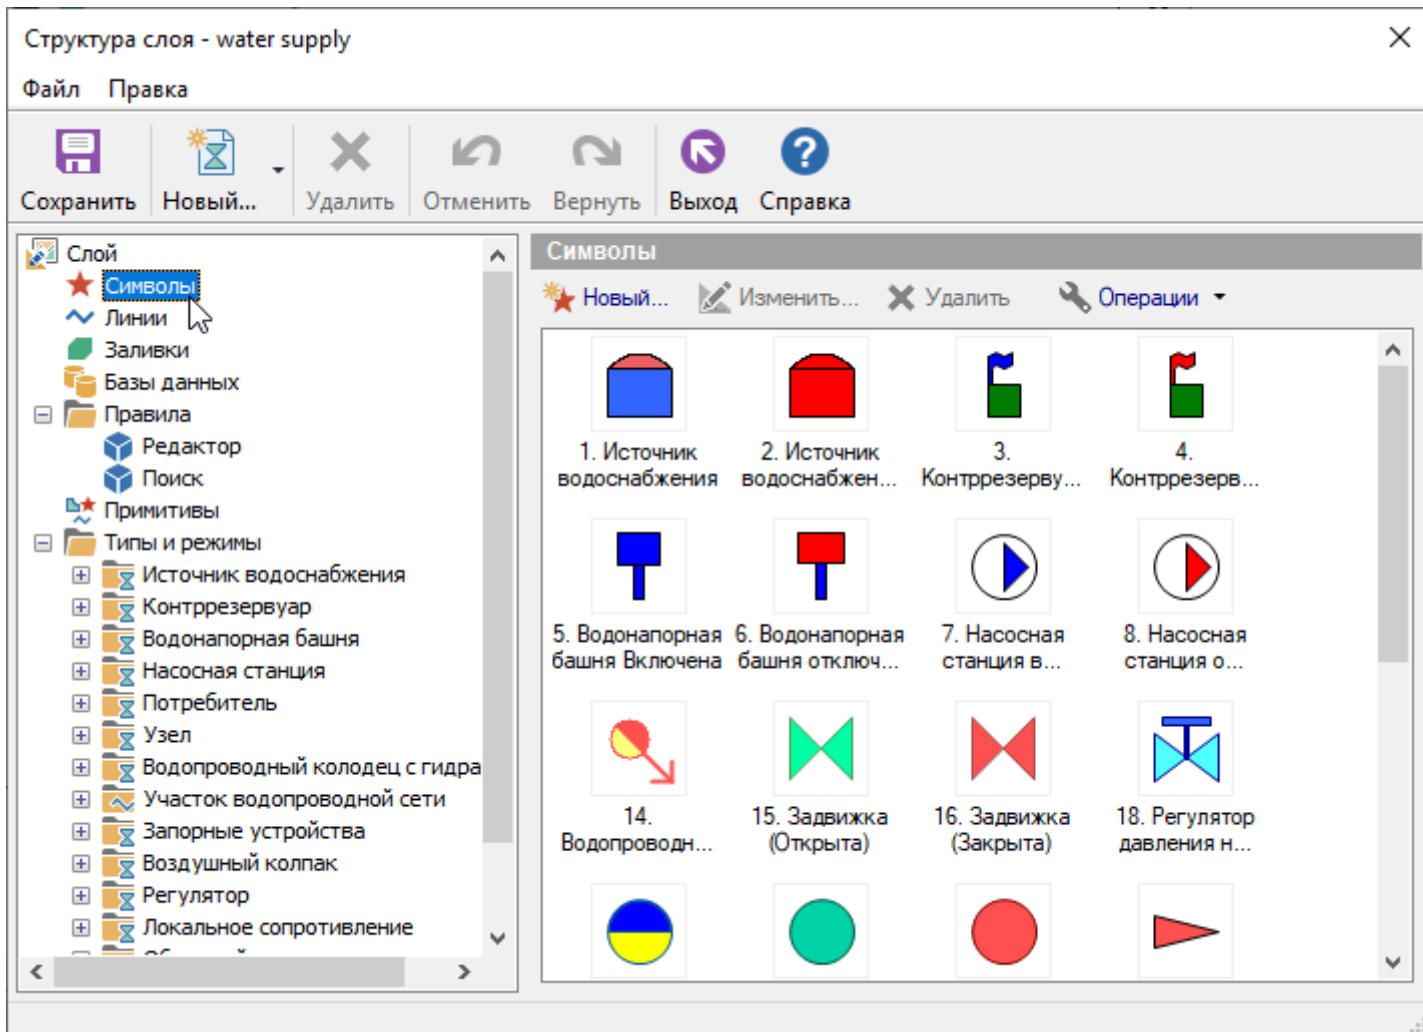 Структура слоя - water supply
Файл Правка
Сохранить Новый... Удалить Отменить Вернуть Выход Справка
Слой
Символы
Линии
Заливки
Базы данных
Правила
Редактор
Поиск
Примитивы
Типы и режимы
Источник водоснабжения
Контррезервуар
Водонапорная башня
Насосная станция
Потребитель
Узел
Водопроводный колодец с гидра
Участок водопроводной сети
Запорные устройства
Воздушный колпак
Регулятор
Локальное сопротивление
Символы
Новый... Изменить... Удалить Операции
1. Источник
водоснабжения
2. Источник
водоснабжен...
3.
Контррезерву...
4.
Контррезерв...
5. Водонапорная
башня Включена
6. Водонапорная
башня отключ...
7. Насосная
станция в...
8. Насосная
станция о...
14.
Водопроводн...
15. Задвижка
(Открыта)
16. Задвижка
(Закрыта)
18. Регулятор
давления н...